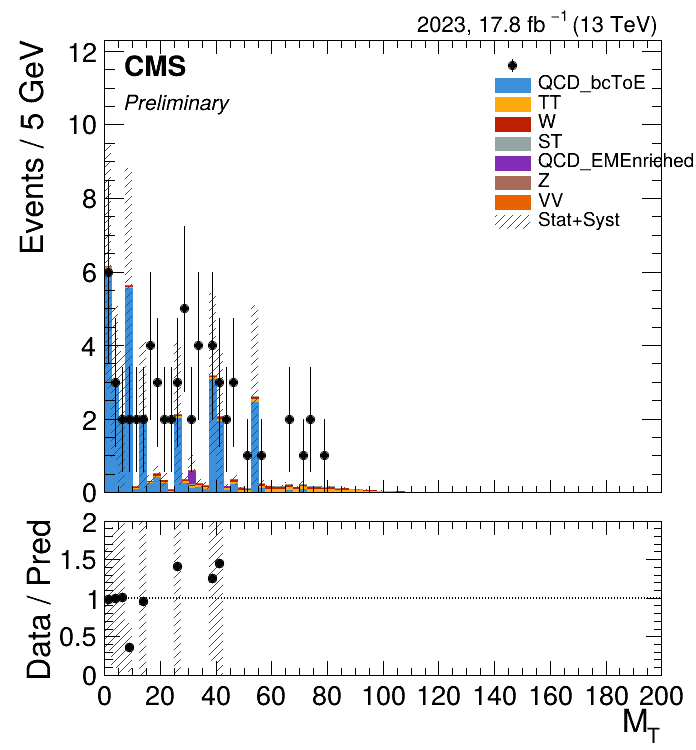 2023, 17.8 fb⁻¹ (13 TeV)
CMS
Preliminary
Events / 5 GeV
12
10
8
6
4
2
0
QCD_bcToE
TT
W
ST
QCD_EMEnriehed
Z
VV
Stat+Syst
Data / Pred
2
1.5
1
0.5
0
0 20 40 60 80 100 120 140 160 180 200
M_T